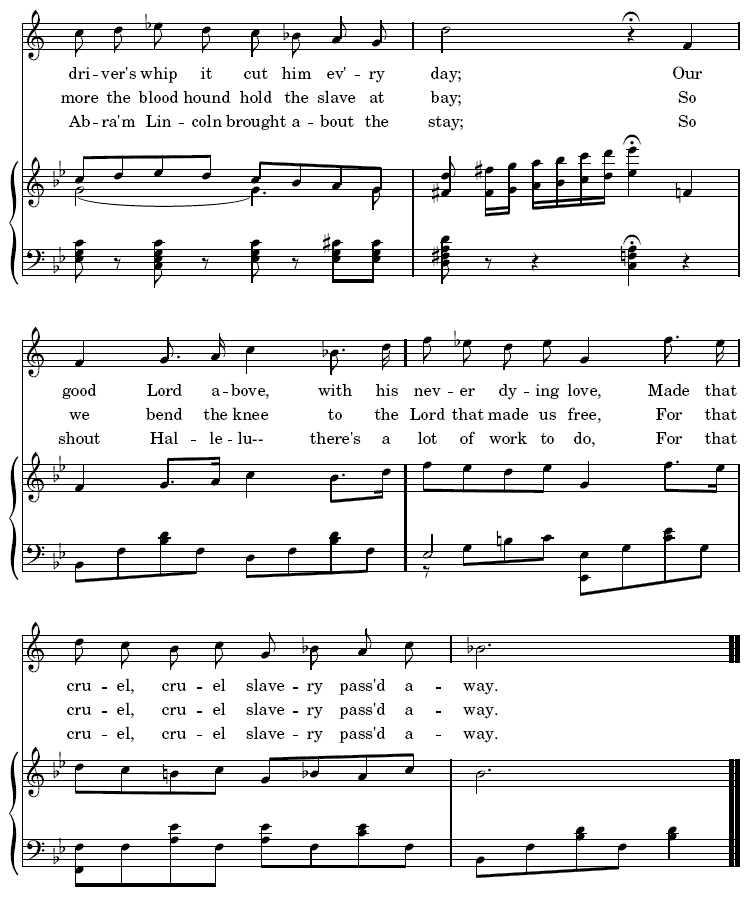 dri - ver's whip it cut him ev' - ry day; Our
more the blood hound hold the slave at bay; So
Ab - ra'm Lin - coln brought a - bout the stay; So
good Lord a - bove, with his nev - er dy - ing love, Made that
we bend the knee to the Lord that made us free, For that
shout Hal - le - lu-- there's a lot of work to do, For that
cru - el, cru - el slave - ry pass'd a - way.
cru - el, cru - el slave - ry pass'd a - way.
cru - el, cru - el slave - ry pass'd a - way.